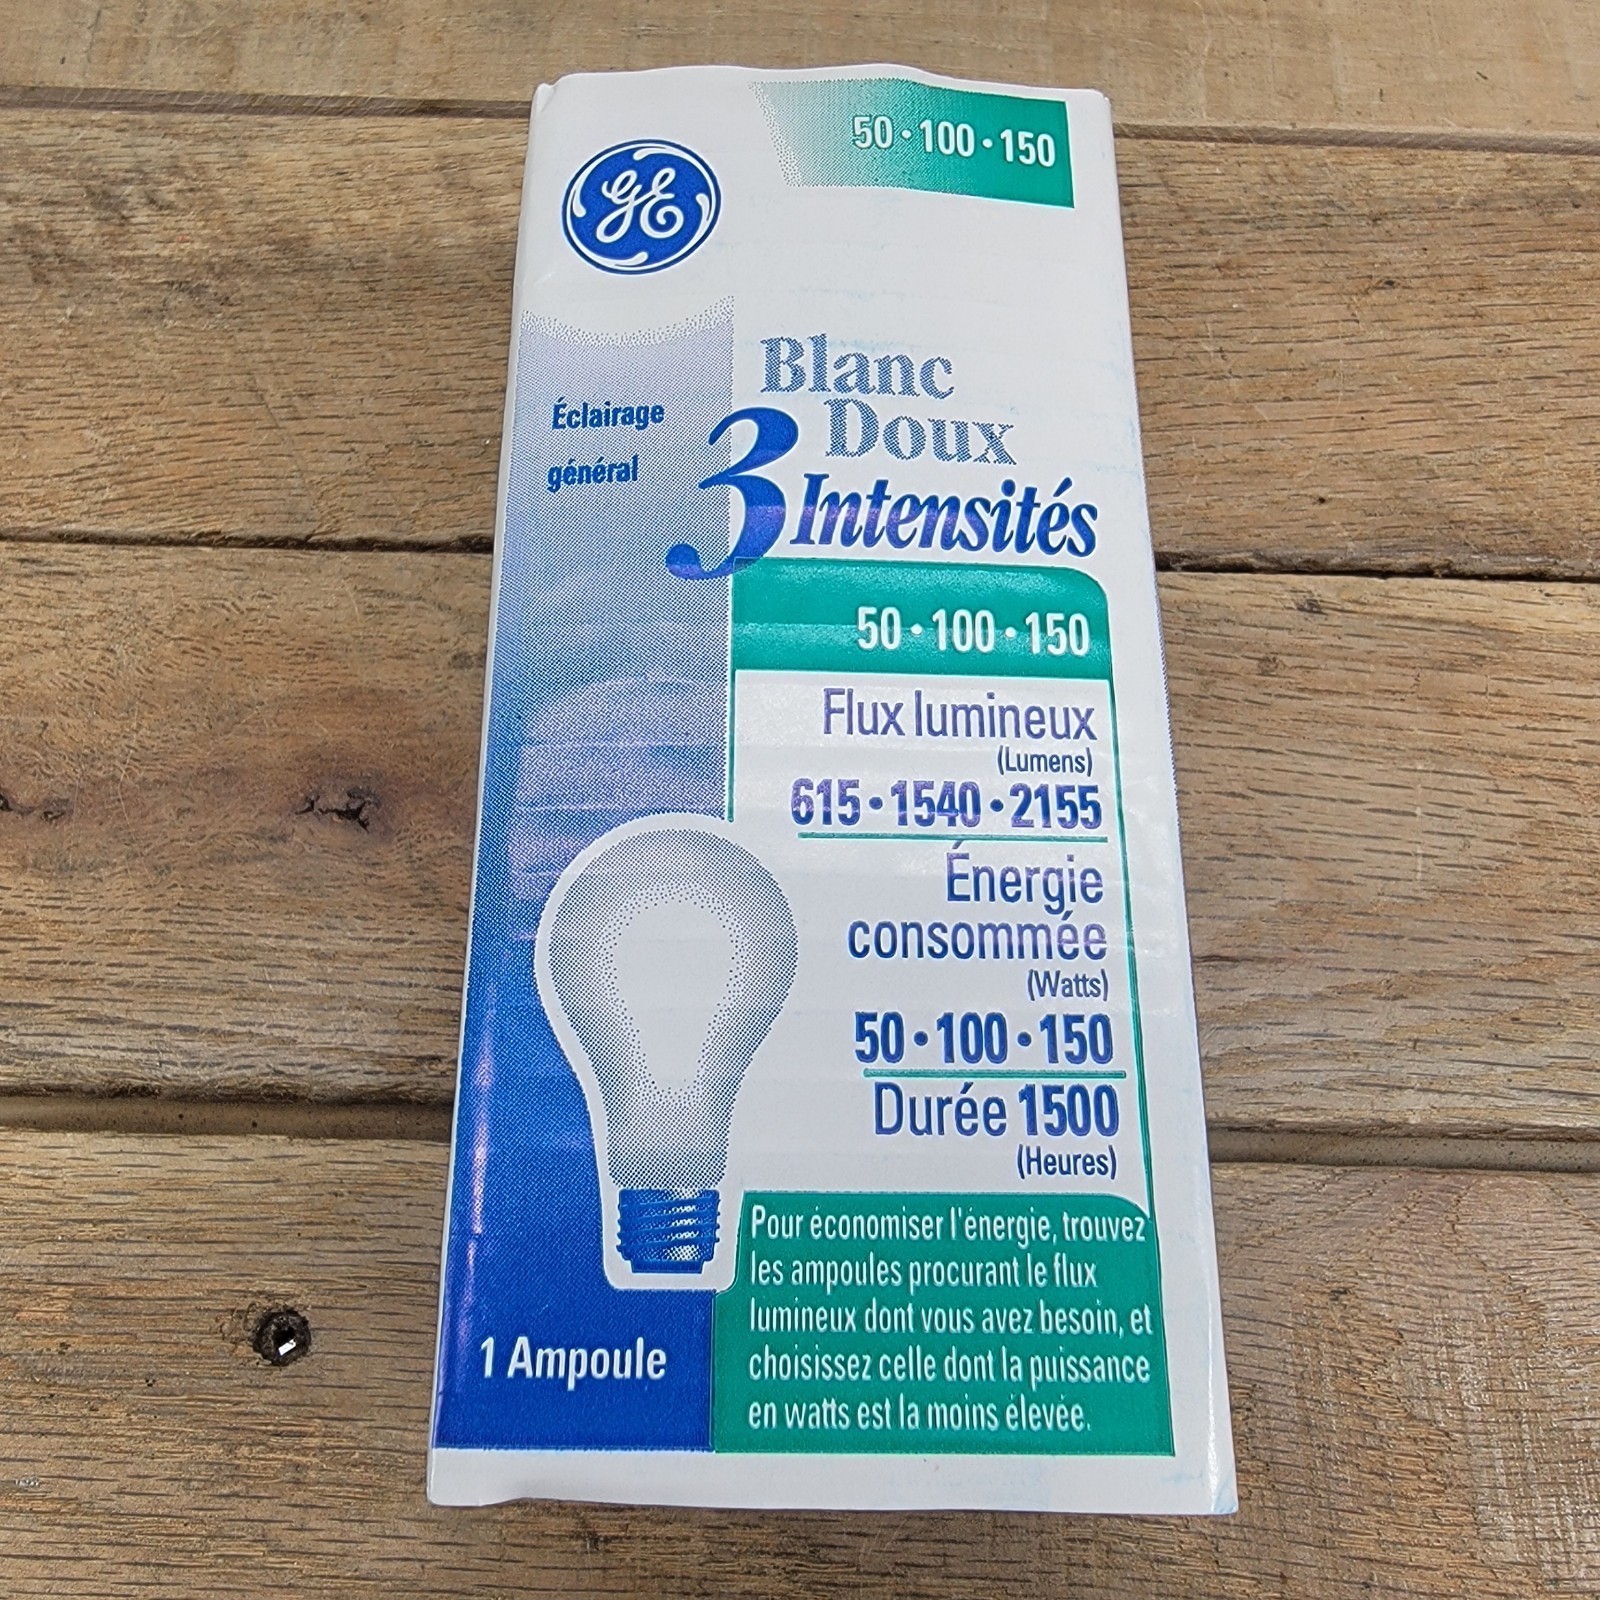 50 • 100 • 150
GE
Éclairage
général
Blanc
Doux
3 Intensités
50 • 100 • 150
Flux lumineux
(Lumens)
615 • 1540 • 2155
Énergie
consommée
(Watts)
50 • 100 • 150
Durée 1500
(Heures)
Pour économiser l'énergie, trouvez
les ampoules procurant le flux
lumineux dont vous avez besoin, et
choisissez celle dont la puissance
en watts est la moins élevée.
1 Ampoule